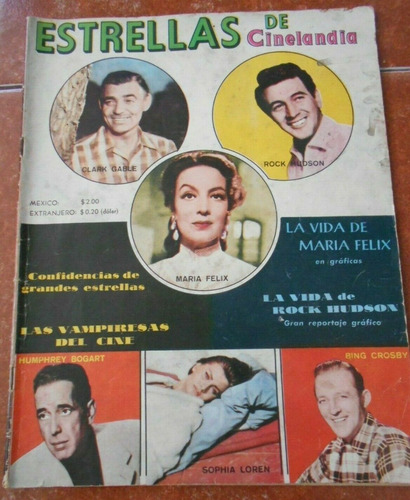 ESTRELLAS DE
Cinelandia
CLARK GABLE
ROCK HUDSON
MEXICO: $2.00
EXTRANJERO: $0.20 (dólar)
MARIA FELIX
LA VIDA DE
MARIA FELIX
en gráficas
Confidencias de
grandes estrellas
LA VIDA de
ROCK HUDSON
Gran reportaje gráfico
LAS VAMPIRESAS
DEL CINE
HUMPHREY BOGART
BING CROSBY
SOPHIA LOREN